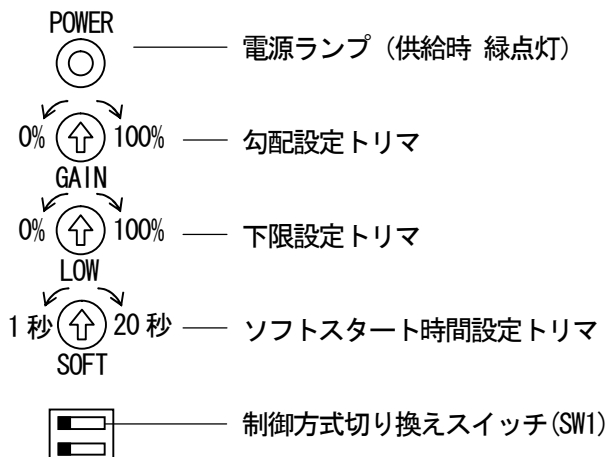 POWER
電源ランプ (供給時 緑点灯)
0% 100% 勾配設定トリマ
GAIN
0% 100% 下限設定トリマ
LOW
1秒 20秒 ソフトスタート時間設定トリマ
SOFT
制御方式切り換えスイッチ(SW1)